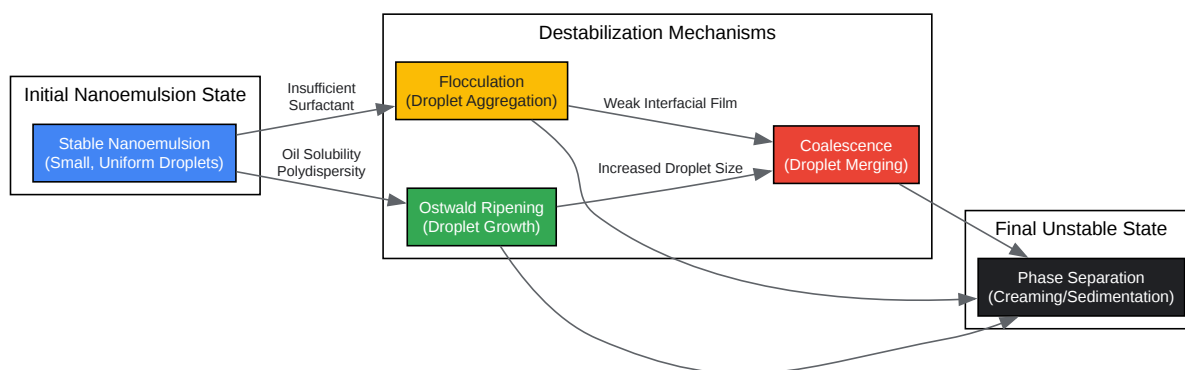 Destabilization Mechanisms
Initial Nanoemulsion State
Stable Nanoemulsion
(Small, Uniform Droplets)
Insufficient
Surfactant
Oil Solubility
Polydispersity
Flocculation
(Droplet Aggregation)
Ostwald Ripening
(Droplet Growth)
Weak Interfacial Film
Increased Droplet Size
Coalescence
(Droplet Merging)
Final Unstable State
Phase Separation
(Creaming/Sedimentation)